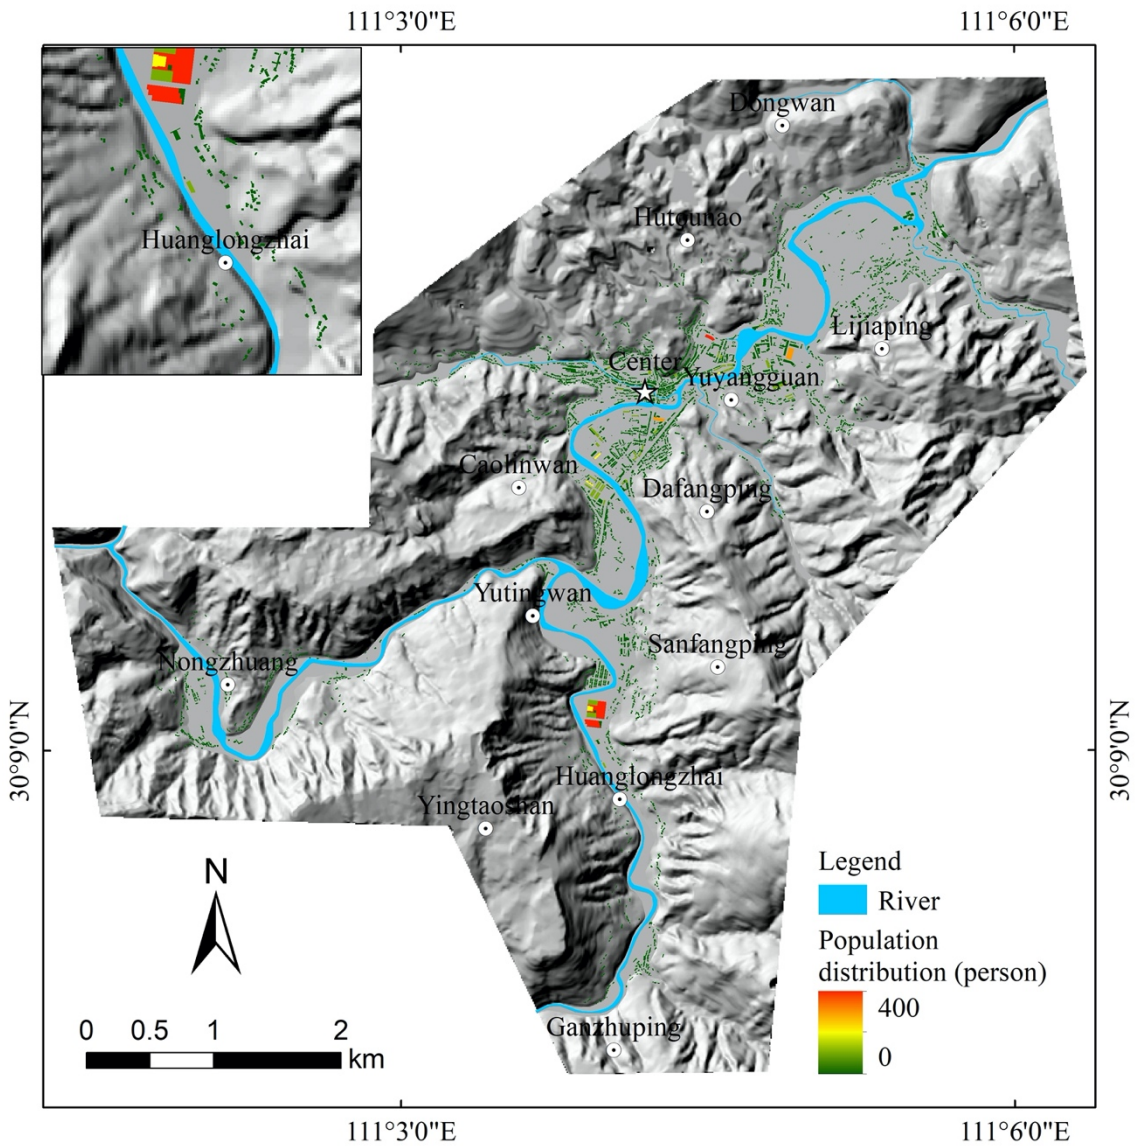 111°3'0"E
111°6'0"E
Huanglongzhai
Dongwan
Hutounao
Lijiaping
Center
Yuyangguan
Caolinwan
Dafangping
Yutingwan
Sanfangping
Nongzhuang
30°9'0"N
30°9'0"N
Huanglongzhai
Yingtaoshan
Ganzhuping
N
0 0.5 1 2
km
Legend
River
Population
distribution (person)
400
0
111°3'0"E
111°6'0"E